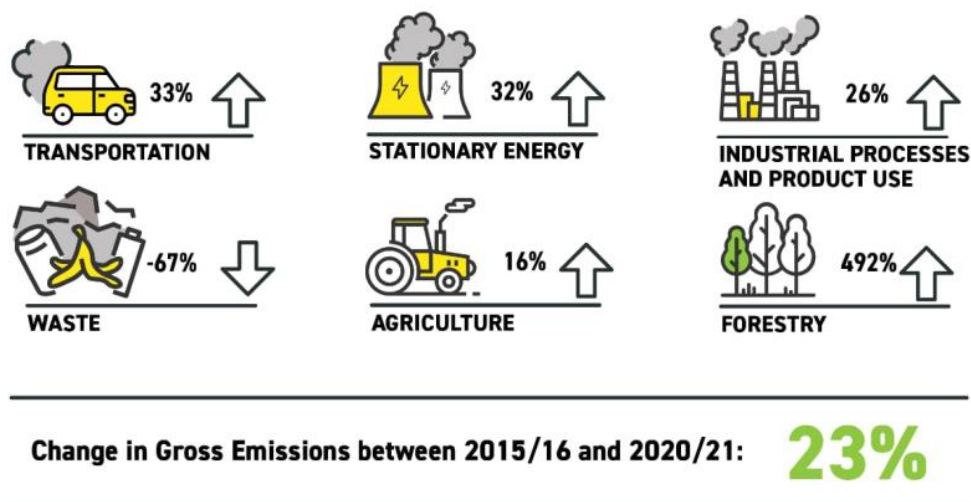 33%
TRANSPORTATION
32%
STATIONARY ENERGY
26%
INDUSTRIAL PROCESSES
AND PRODUCT USE
-67%
WASTE
16%
AGRICULTURE
492%
FORESTRY
Change in Gross Emissions between 2015/16 and 2020/21: 23%